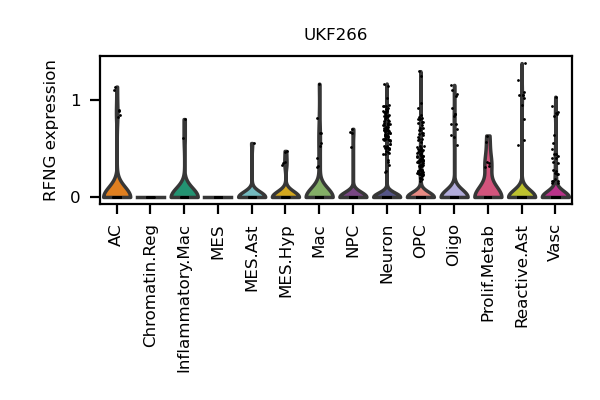 UKF266
RFNG expression
1
0
AC
Chromatin.Reg
Inflammatory.Mac
MES
MES.Ast
MES.Hyp
Mac
NPC
Neuron
OPC
Oligo
Prolif.Metab
Reactive.Ast
Vasc